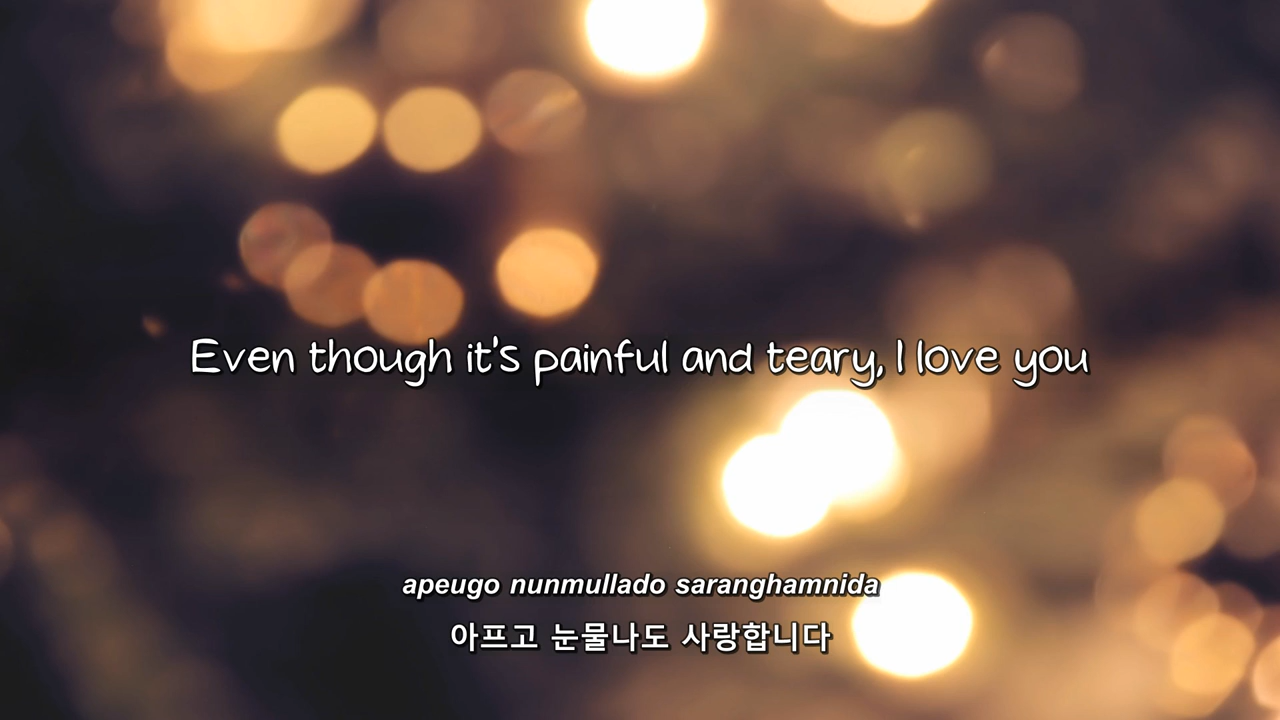 Even though it's painful and teary, I love you
apeugo nunmullado saranghamnida
아프고 눈물나도 사랑합니다